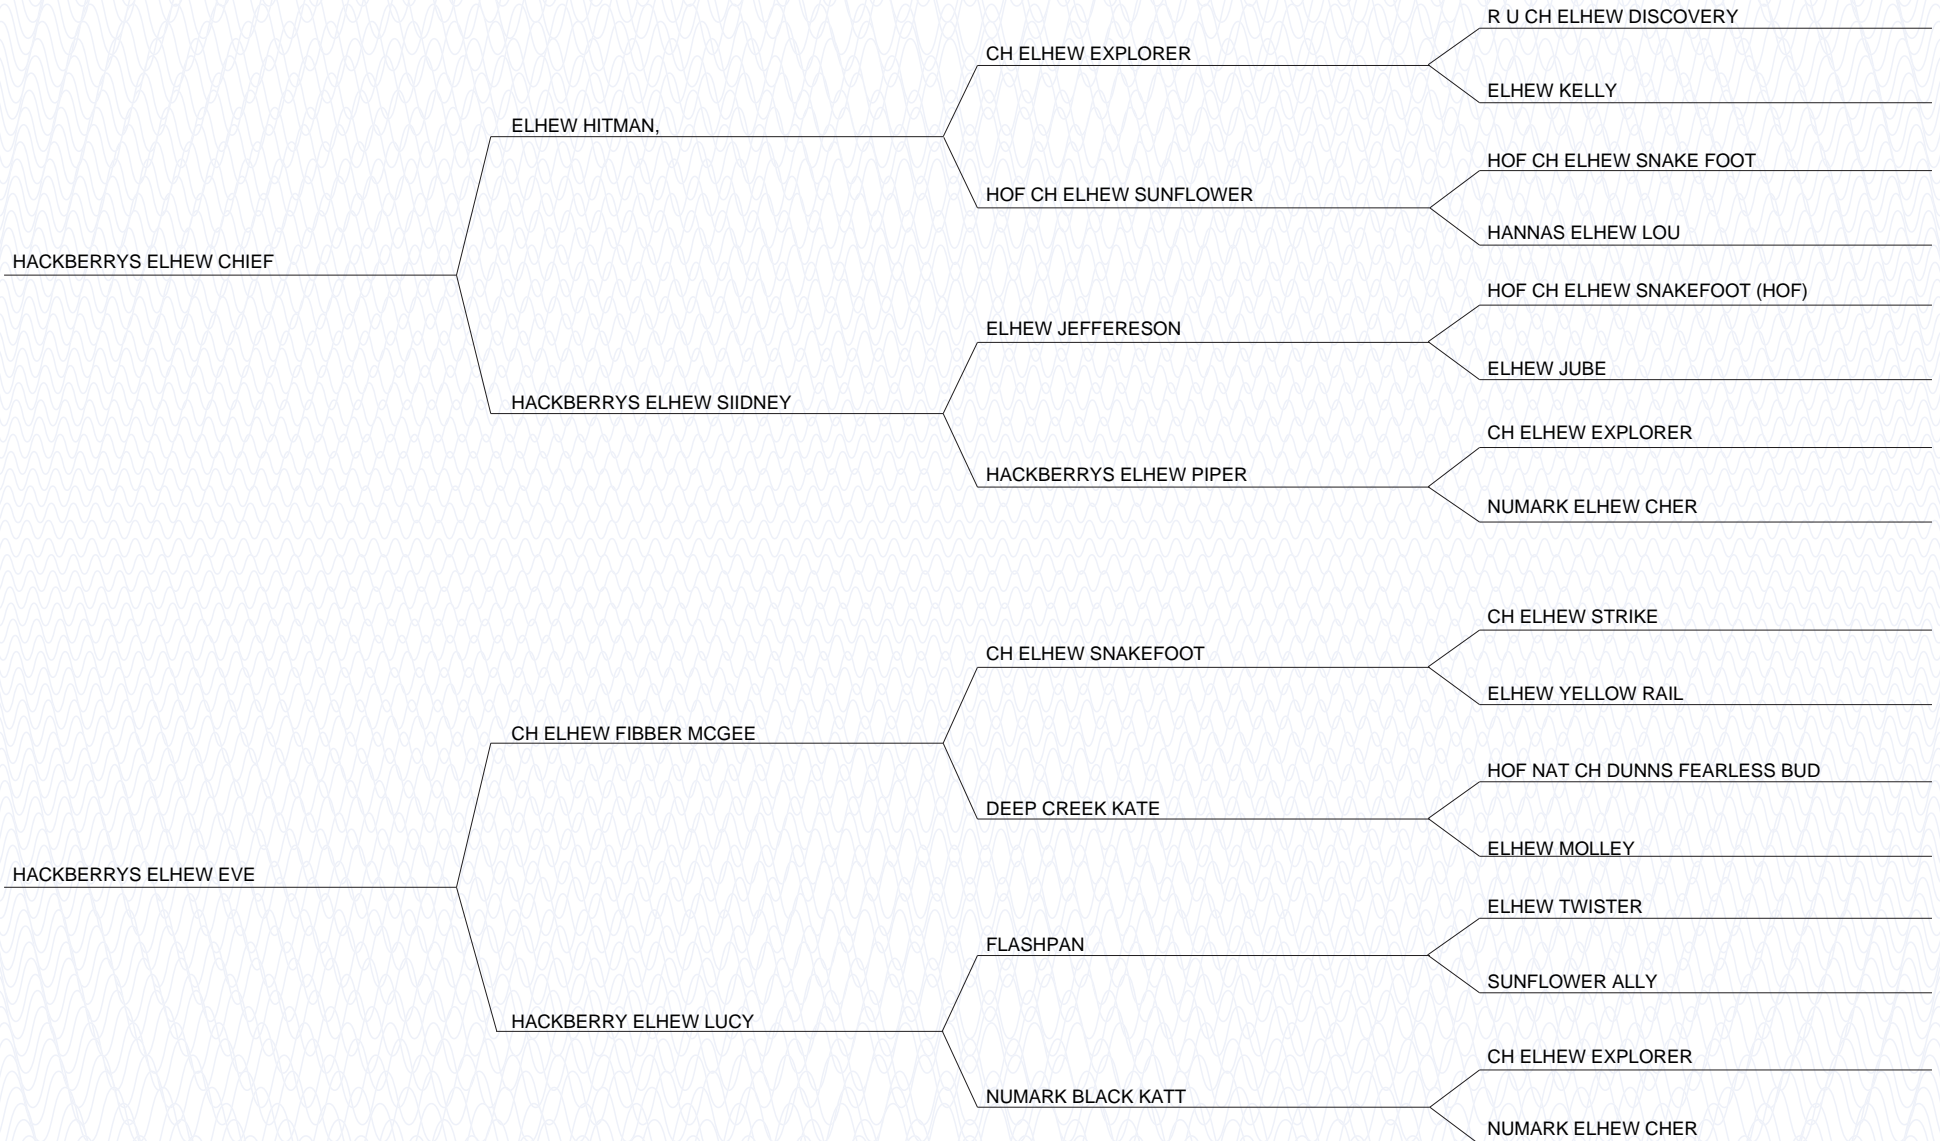 R U CH ELHEW DISCOVERY
CH ELHEW EXPLORER
ELHEW KELLY
ELHEW HITMAN,
HOF CH ELHEW SNAKE FOOT
HOF CH ELHEW SUNFLOWER
HANNAS ELHEW LOU
HACKBERRYS ELHEW CHIEF
HOF CH ELHEW SNAKEFOOT (HOF)
ELHEW JEFFERESON
ELHEW JUBE
HACKBERRYS ELHEW SIIDNEY
CH ELHEW EXPLORER
HACKBERRYS ELHEW PIPER
NUMARK ELHEW CHER
CH ELHEW STRIKE
CH ELHEW SNAKEFOOT
ELHEW YELLOW RAIL
CH ELHEW FIBBER MCGEE
HOF NAT CH DUNNS FEARLESS BUD
DEEP CREEK KATE
ELHEW MOLLEY
HACKBERRYS ELHEW EVE
ELHEW TWISTER
FLASHPAN
SUNFLOWER ALLY
HACKBERRY ELHEW LUCY
CH ELHEW EXPLORER
NUMARK BLACK KATT
NUMARK ELHEW CHER